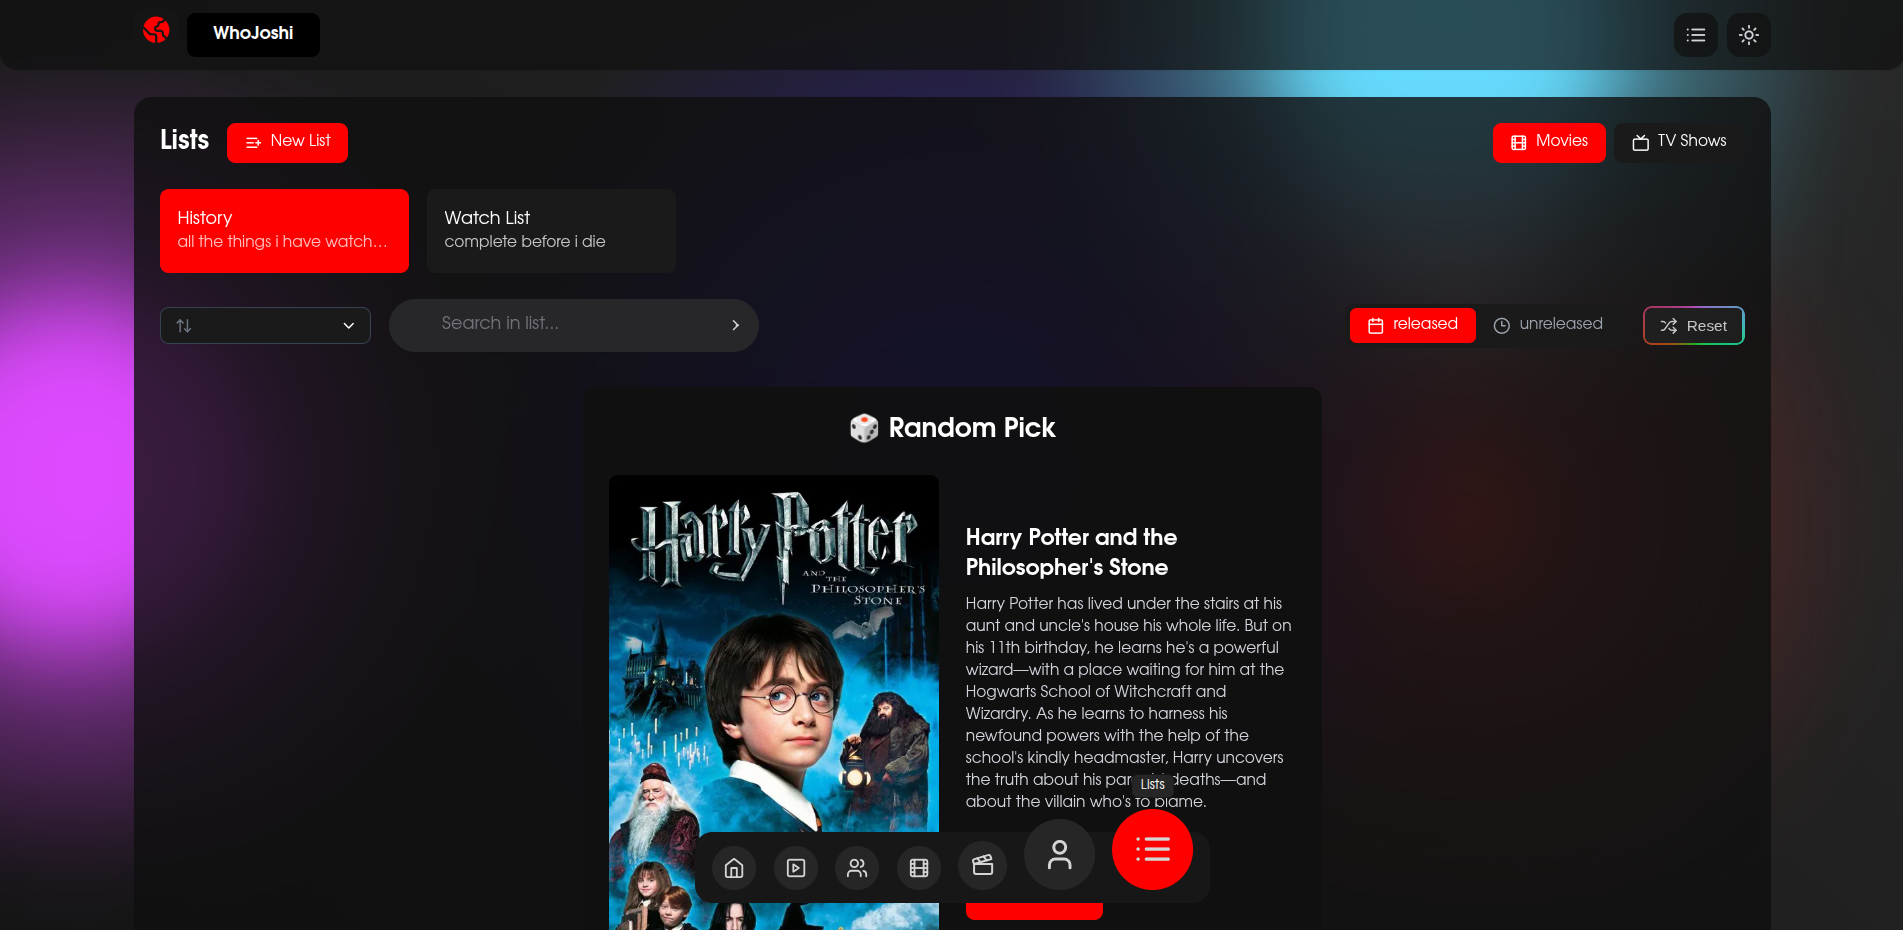 WhoJoshi
Lists
New List
Movies
TV Shows
History
all the things i have watch...
Watch List
complete before i die
Search in list...
released
unreleased
Reset
Random Pick
Harry Potter
AND THE
PHILOSOPHER'S
STONE
Harry Potter and the
Philosopher's Stone
Harry Potter has lived under the stairs at his
aunt and uncle's house his whole life. But on
his 11th birthday, he learns he's a powerful
wizard—with a place waiting for him at the
Hogwarts School of Witchcraft and
Wizardry. As he learns to harness his
newfound powers with the help of the
school's kindly headmaster, Harry uncovers
the truth about his deaths—and
about the villain who's to blame.
Lists